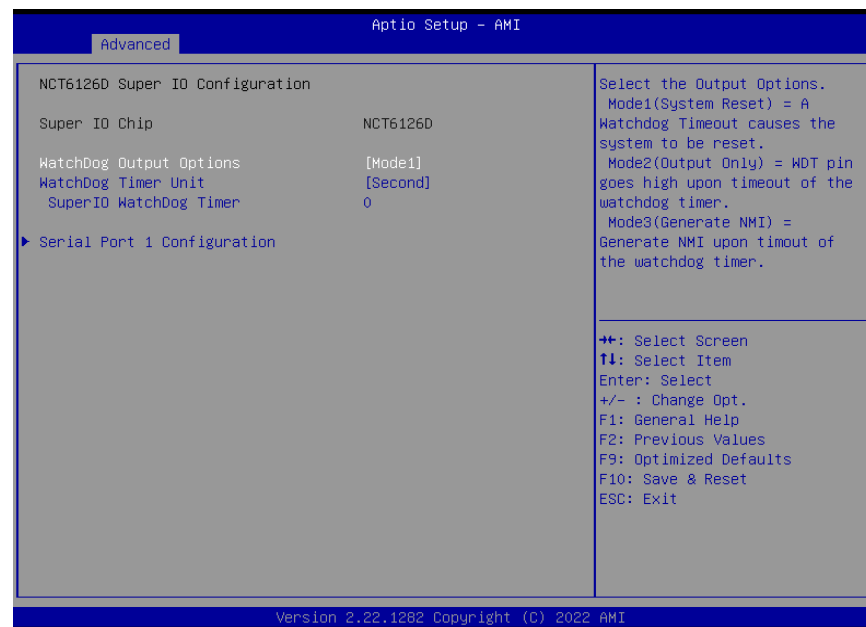 Aptio Setup – AMI
Advanced
NCT6126D Super IO Configuration
Super IO Chip NCT6126D
WatchDog Output Options [Mode1]
WatchDog Timer Unit [Second]
SuperIO WatchDog Timer 0
▶ Serial Port 1 Configuration
Select the Output Options.
Mode1(System Reset) = A
Watchdog Timeout causes the
system to be reset.
Mode2(Output Only) = WDT pin
goes high upon timeout of the
watchdog timer.
Mode3(Generate NMI) =
Generate NMI upon timout of
the watchdog timer.
→←: Select Screen
↑↓: Select Item
Enter: Select
+/- : Change Opt.
F1: General Help
F2: Previous Values
F9: Optimized Defaults
F10: Save & Reset
ESC: Exit
Version 2.22.1282 Copyright (C) 2022 AMI